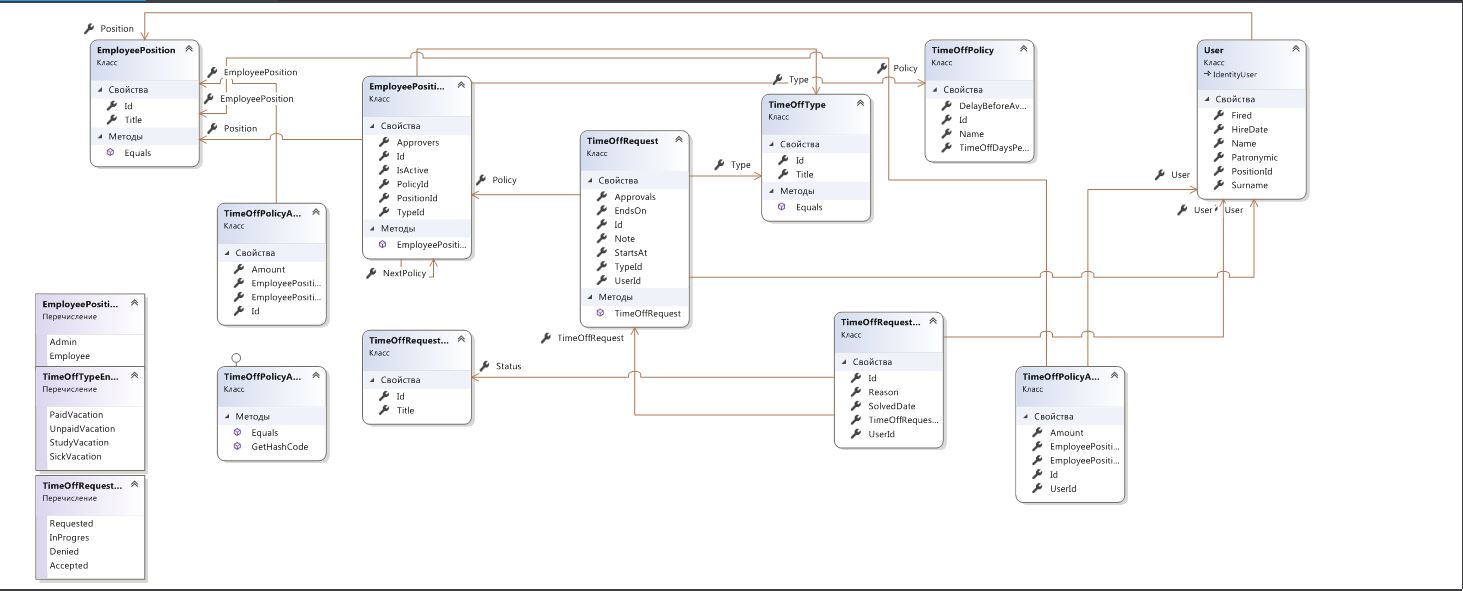 Position
EmployeePosition
Класс
Свойства
Id
Title
Методы
Equals
EmployeePosition
EmployeePosition
Position
EmployeePositi...
Класс
Свойства
Approvers
Id
IsActive
PolicyId
PositionId
TypeId
Методы
EmployeePositi...
NextPolicy
Policy
TimeOffRequest
Класс
Свойства
Approvals
EndsOn
Id
Note
StartsAt
TypeId
UserId
Методы
TimeOffRequest
Type
Type
TimeOffType
Класс
Свойства
Id
Title
Методы
Equals
Policy
TimeOffPolicy
Класс
Свойства
DelayBeforeAv...
Id
Name
TimeOffDaysPe...
User
Класс
IdentityUser
Свойства
Fired
HireDate
Name
Patronymic
PositionId
Surname
User
User
User
TimeOffPolicyA...
Класс
Свойства
Amount
EmployeePositi...
EmployeePositi...
Id
EmployeePositi...
Перечисление
Admin
Employee
TimeOffTypeEn...
Перечисление
PaidVacation
UnpaidVacation
StudyVacation
SickVacation
TimeOffRequest...
Перечисление
Requested
InProgres
Denied
Accepted
TimeOffPolicyA...
Класс
Методы
Equals
GetHashCode
TimeOffRequest...
Класс
Свойства
Id
Title
Status
TimeOffRequest
TimeOffRequest...
Класс
Свойства
Id
Reason
SolvedDate
TimeOffReques...
UserId
TimeOffPolicyA...
Класс
Свойства
Amount
EmployeePositi...
EmployeePositi...
Id
UserId